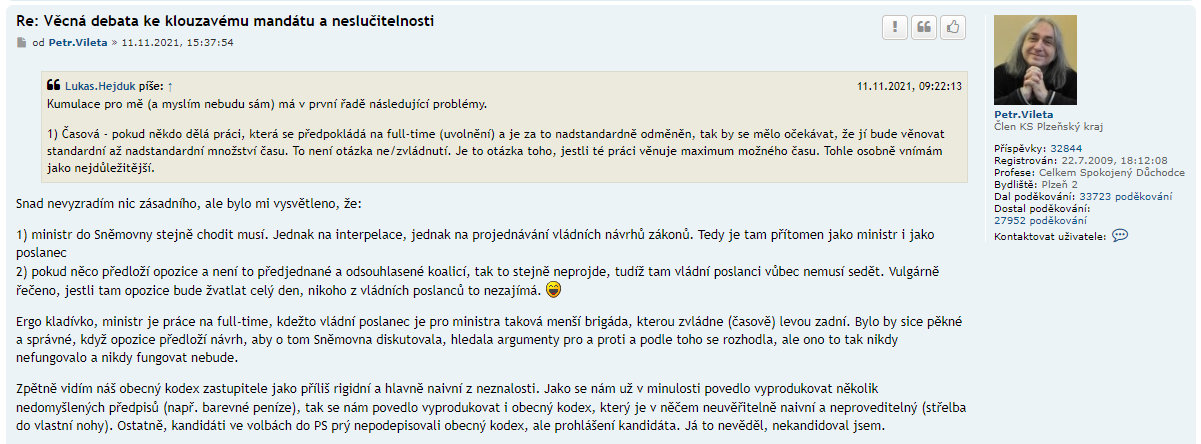 Re: Věcná debata ke klouzavému mandátu a neslučitelnosti
od Petr.Vileta » 11.11.2021, 15:37:54
Lukas.Hejduk píše: ↑ 11.11.2021, 09:22:13
Kumulace pro mě (a myslím nebudu sám) má v první řadě následující problémy.
1) Časová - pokud někdo dělá práci, která se předpokládá na full-time (uvolnění) a je za to nadstandardně odměněn, tak by se mělo očekávat, že jí bude věnovat
standardní až nadstandardní množství času. To není otázka ne/zvládnutí. Je to otázka toho, jestli té práci věnuje maximum možného času. Tohle osobně vnímám
jako nejdůležitější.
Snad nevyzradím nic zásadního, ale bylo mi vysvětleno, že:
1) ministr do Sněmovny stejně chodit musí. Jednak na interpelace, jednak na projednávání vládních návrhů zákonů. Tedy je tam přítomen jako ministr i jako
poslanec
2) pokud něco předloží opozice a není to předjednané a odsouhlasené koalicí, tak to stejně neprojde, tudíž tam vládní poslanci vůbec nemusí sedět. Vulgárně
řečeno, jestli tam opozice bude žvatlat celý den, nikoho z vládních poslanců to nezajímá.
Ergo kladívko, ministr je práce na full-time, kdežto vládní poslanec je pro ministra taková menší brigáda, kterou zvládne (časově) levou zadní. Bylo by sice pěkné
a správné, když opozice předloží návrh, aby o tom Sněmovna diskutovala, hledala argumenty pro a proti a podle toho se rozhodla, ale ono to tak nikdy
nefungovalo a nikdy fungovat nebude.
Zpětně vidím náš obecný kodex zastupitele jako příliš rigidní a hlavně naivní z neznalosti. Jako se nám už v minulosti povedlo vyprodukovat několik
nedomyšlených předpisů (např. barevné peníze), tak se nám povedlo vyprodukovat i obecný kodex, který je v něčem neuvěřitelně naivní a neproveditelný (střelba
do vlastní nohy). Ostatně, kandidáti ve volbách do PS prý nepodepisovali obecný kodex, ale prohlášení kandidáta. Já to nevěděl, nekandidoval jsem.
Petr.Vileta
Člen KS Plzeňský kraj
Příspěvky: 32844
Registrován: 22.7.2009, 18:12:08
Profese: Celkem Spokojený Důchodce
Bydliště: Plzeň 2
Dal poděkování: 33723 poděkování
Dostal poděkování:
27952 poděkování
Kontaktovat uživatele: